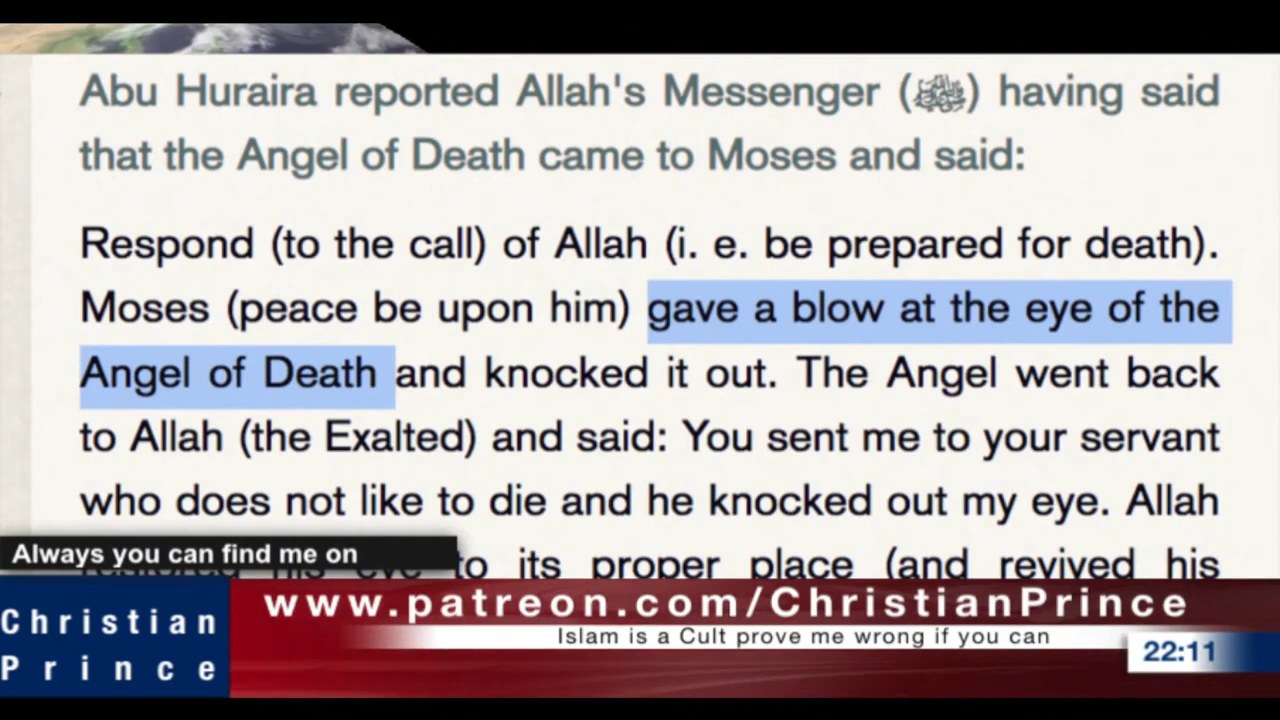 Abu Huraira reported Allah's Messenger (ﷺ) having said
that the Angel of Death came to Moses and said:
Respond (to the call) of Allah (i. e. be prepared for death).
Moses (peace be upon him) gave a blow at the eye of the
Angel of Death and knocked it out. The Angel went back
to Allah (the Exalted) and said: You sent me to your servant
who does not like to die and he knocked out my eye. Allah
restored his eye to its proper place (and revived his
Always you can find me on
www.patreon.com/ChristianPrince
Christian
Prince
Islam is a Cult prove me wrong if you can
22:11